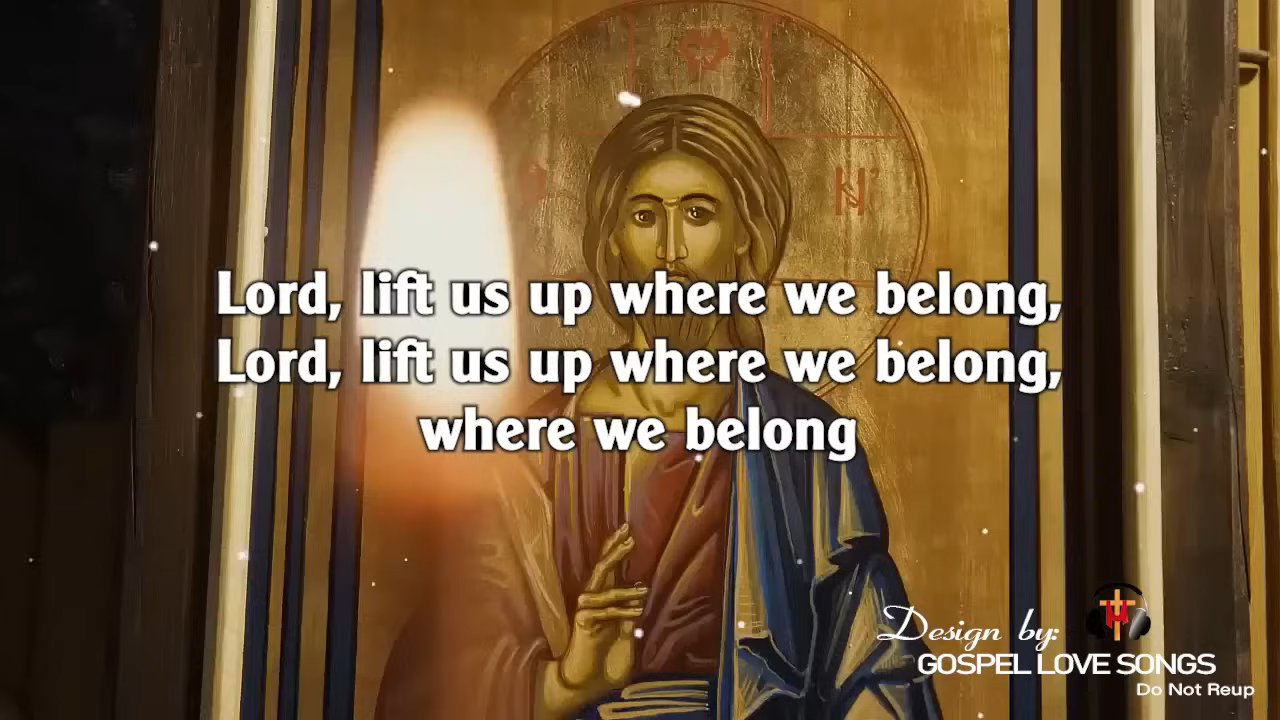 Lord, lift us up where we belong,
Lord, lift us up where we belong,
where we belong
Design by:
GOSPEL LOVE SONGS
Do Not Reup